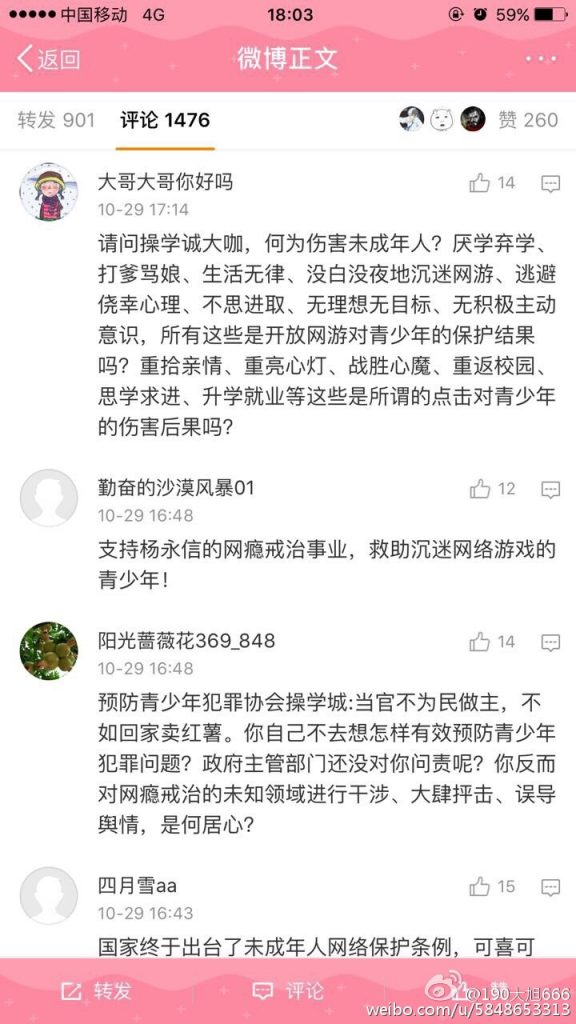 中国移动 4G 18:03 59%
返回 微博正文
转发 901 评论 1476 赞 260
大哥大哥你好吗 14
10-29 17:14
请问操学诚大咖，何为伤害未成年人？厌学弃学、
打爹骂娘、生活无律、没白没夜地沉迷网游、逃避
侥幸心理、不思进取、无理想无目标、无积极主动
意识，所有这些是开放网游对青少年的保护结果
吗？重拾亲情、重亮心灯、战胜心魔、重返校园、
思学求进、升学就业等这些是所谓的点击对青少年
的伤害后果吗？
勤奋的沙漠风暴01 12
10-29 16:48
支持杨永信的网瘾戒治事业，救助沉迷网络游戏的
青少年！
阳光蔷薇花369_848 14
10-29 16:48
预防青少年犯罪协会操学城:当官不为民做主，不
如回家卖红薯。你自己不去想怎样有效预防青少年
犯罪问题？政府主管部门还没对你问责呢？你反而
对网瘾戒治的未知领域进行干涉、大肆抨击、误导
舆情，是何居心？
四月雪aa 15
10-29 16:43
国家终于出台了未成年人网络保护条例，可喜可
转发 评论 赞
@190大旭666
weibo.com/u/5848653313